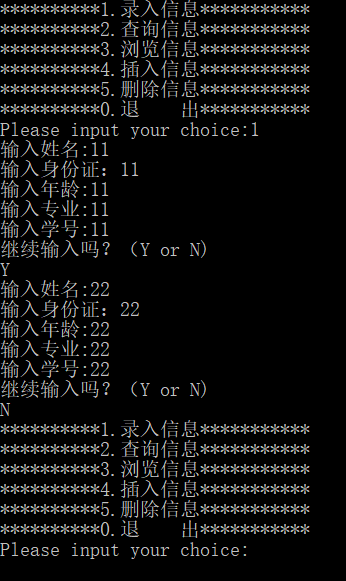 **********1.录入信息***********
**********2.查询信息***********
**********3.浏览信息***********
**********4.插入信息***********
**********5.删除信息***********
**********0.退    出***********
Please input your choice:1
输入姓名:11
输入身份证：11
输入年龄:11
输入专业:11
输入学号:11
继续输入吗？（Y or N)
Y
输入姓名:22
输入身份证：22
输入年龄:22
输入专业:22
输入学号:22
继续输入吗？（Y or N)
N
**********1.录入信息***********
**********2.查询信息***********
**********3.浏览信息***********
**********4.插入信息***********
**********5.删除信息***********
**********0.退    出***********
Please input your choice: